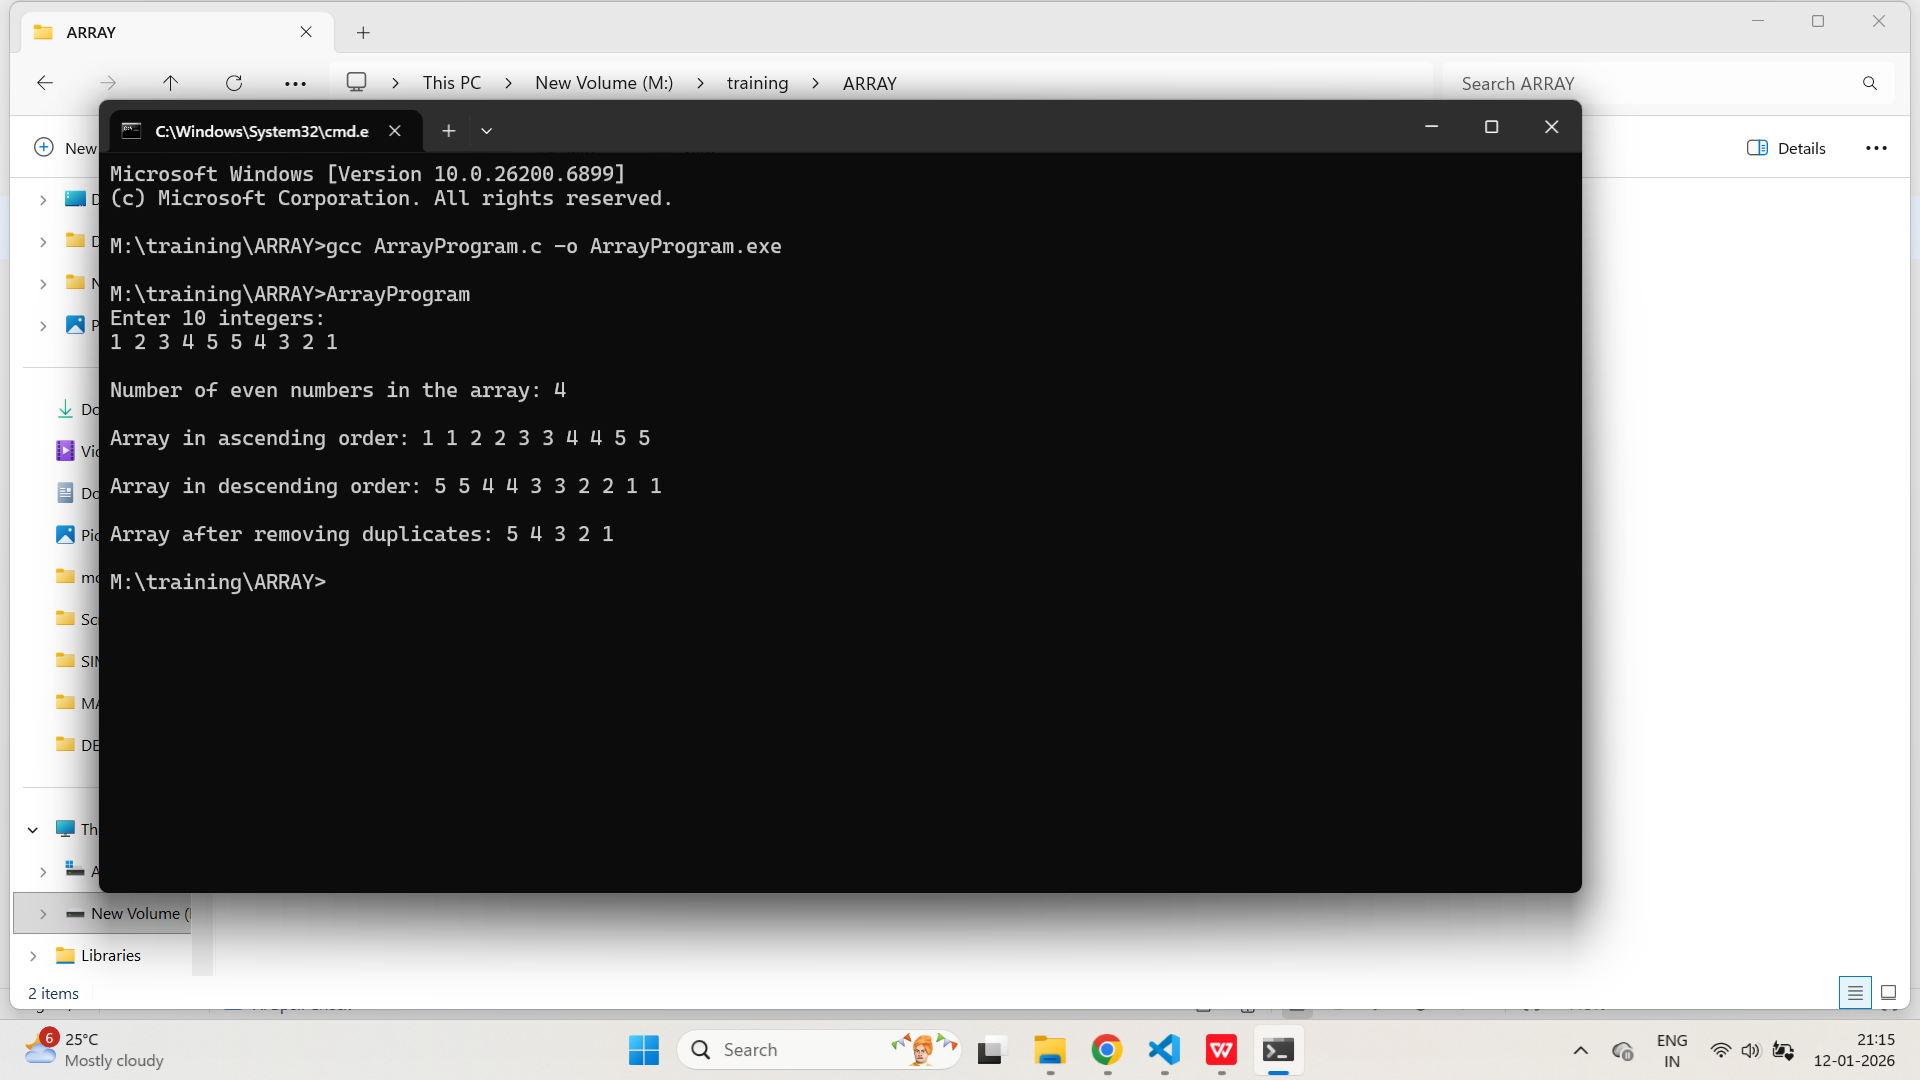 ARRAY
This PC > New Volume (M:) > training > ARRAY
Search ARRAY
C:\Windows\System32\cmd.e
New
Details
Microsoft Windows [Version 10.0.26200.6899]
(c) Microsoft Corporation. All rights reserved.
M:\training\ARRAY>gcc ArrayProgram.c -o ArrayProgram.exe
M:\training\ARRAY>ArrayProgram
Enter 10 integers:
1 2 3 4 5 5 4 3 2 1
Number of even numbers in the array: 4
Array in ascending order: 1 1 2 2 3 3 4 4 5 5
Array in descending order: 5 5 4 4 3 3 2 2 1 1
Array after removing duplicates: 5 4 3 2 1
M:\training\ARRAY>
New Volume (
Libraries
2 items
6
25°C
Mostly cloudy
Search
ENG
IN
21:15
12-01-2026